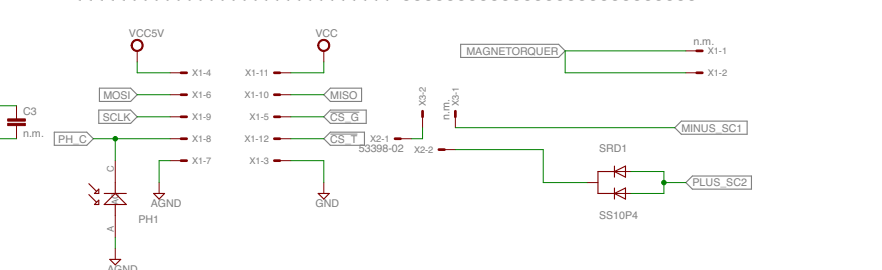 VCC5V
VCC
n.m.
MAGNETORQUER
X1-1
X1-4
X1-11
X1-2
MOSI
X1-6
X1-10
MISO
X3-2
n.m.
X3-1
C3
SCLK
X1-9
X1-5
CS_G
MINUS_SC1
n.m.
PH_C
X1-8
X1-12
CS_T
X2-1
53398-02
X2-2
SRD1
X1-7
X1-3
C
PLUS_SC2
AGND
GND
PH1
SS10P4
A
AGND